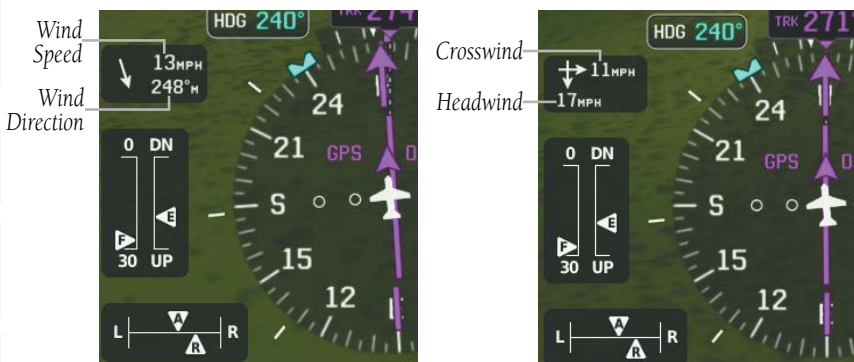 Wind
Speed
Wind
Direction
HDG 240°
TRK 274
13MPH
248°M
24
21
GPS
S
15
12
0 DN
E
F
30 UP
L A R
R
Crosswind
Headwind
HDG 240°
TRK 271°
11MPH
17MPH
24
21
GPS
S
15
12
0 DN
E
F
30 UP
L A R
R